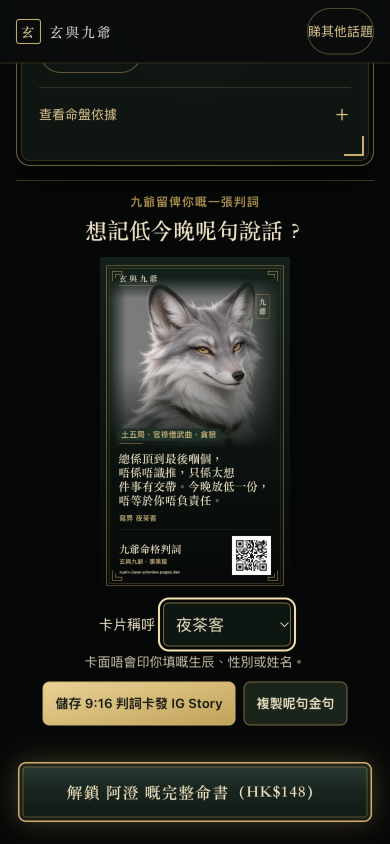 玄 玄與九爺
睇其他話題
查看命盤依據 +
九爺留俾你嘅一張判詞
想記低今晚呢句說話？
玄與九爺
九爺
土五局 · 官祿借武曲、貪狼
總係頂到最後嗰個，
唔係唔識推，只係太想
件事有交帶。今晚放低一份，
唔等於你唔負責任。
寫畀 夜茶客
九爺命格判詞
玄與九爺 · 事業篇
卡片稱呼 夜茶客
卡面唔會印你填嘅生辰、性別或姓名。
儲存 9:16 判詞卡發 IG Story
複製呢句金句
解鎖 阿澄 嘅完整命書（HK$148）